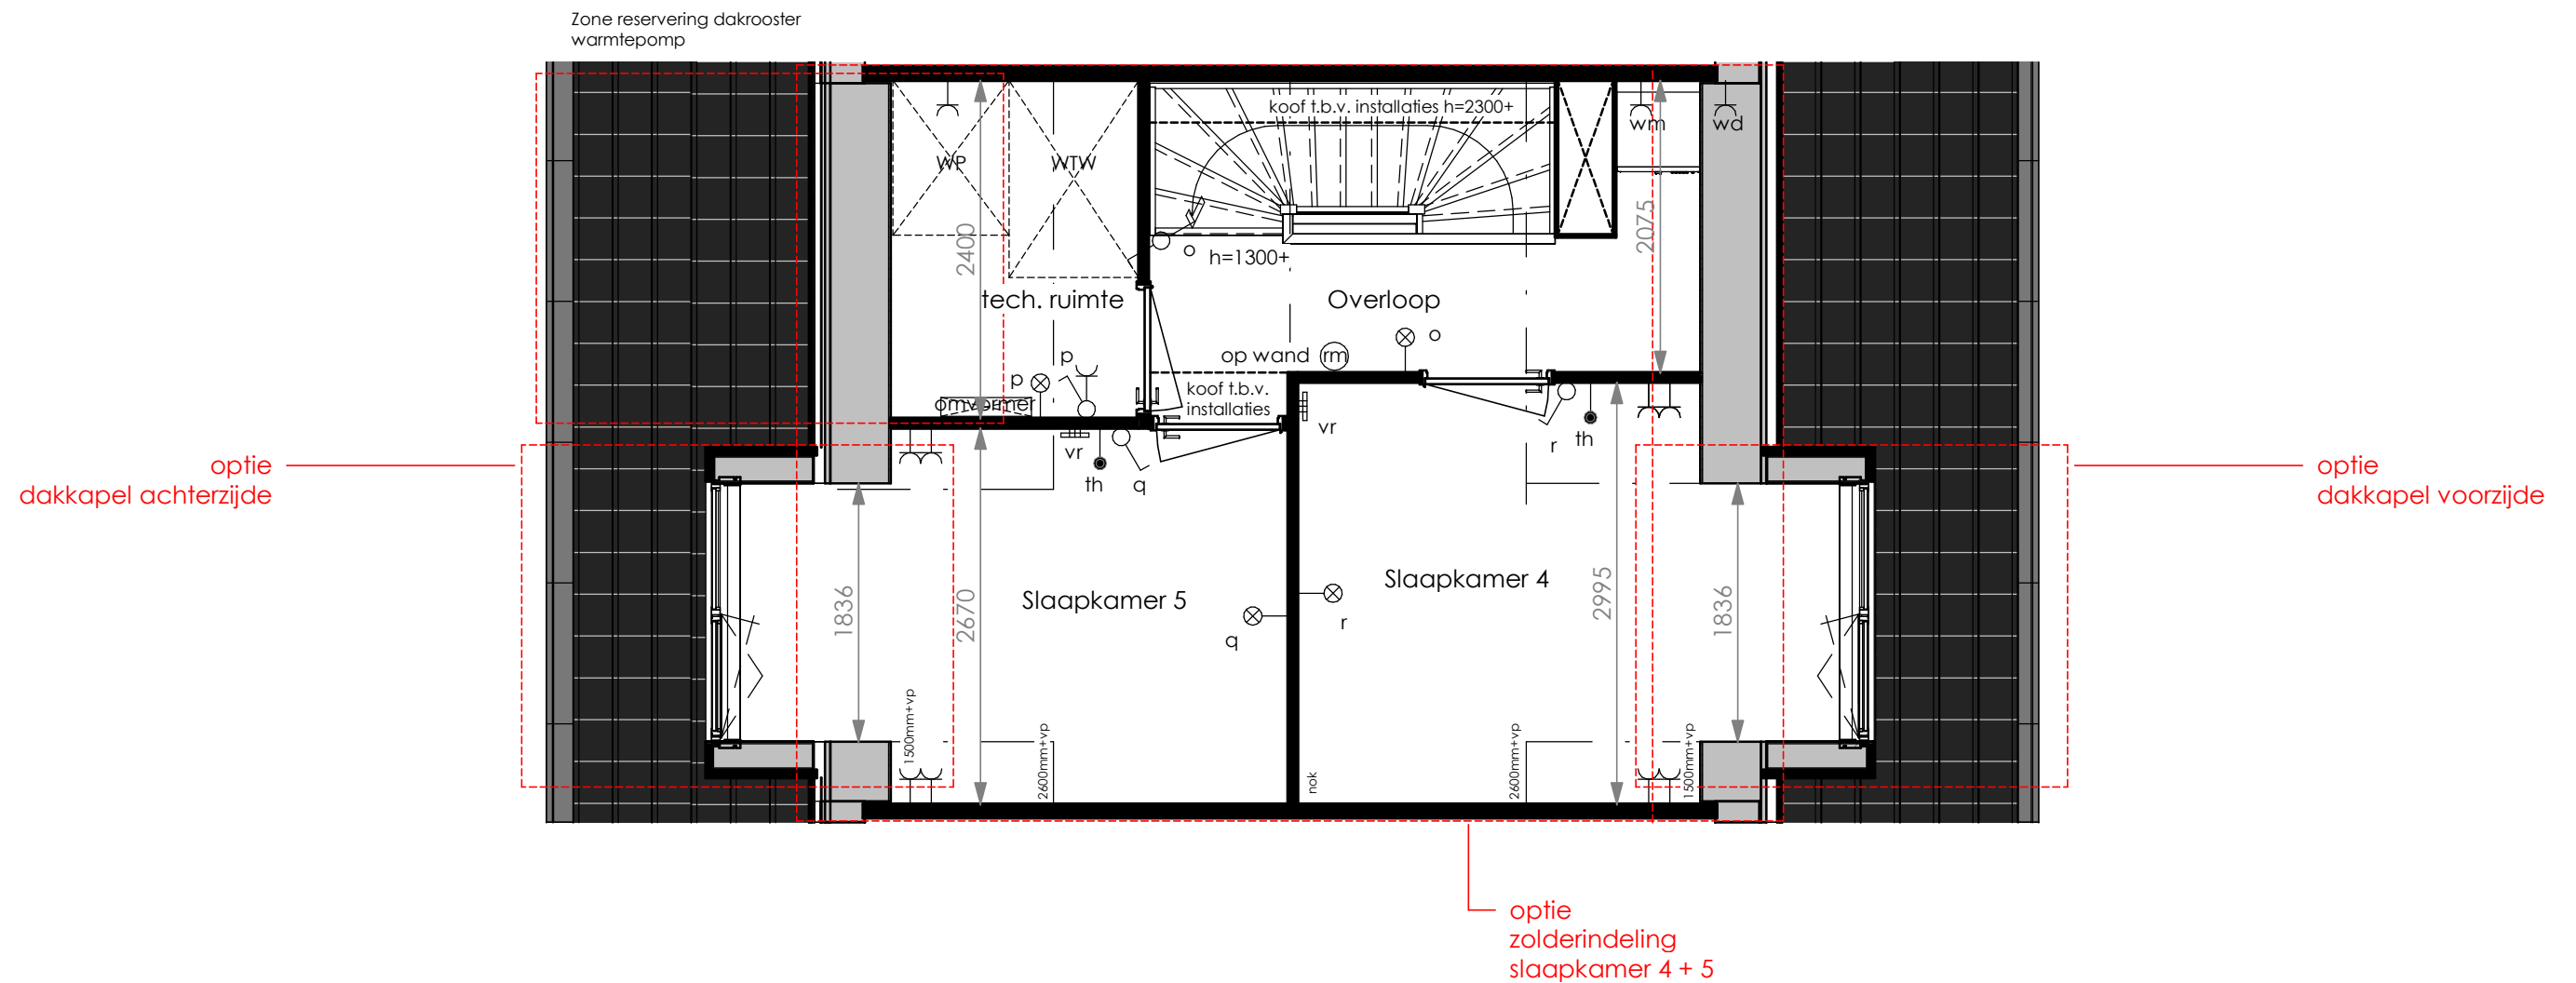 Zone reservering dakrooster
warmtepomp
koof t.b.v. installaties h=2300+
wm
wd
WP
WTW
2400
2075
o
h=1300+
tech. ruimte
Overloop
o
op wand
rm
p
p
koof t.b.v.
installaties
omvormer
vr
th
q
vr
r
th
optie
dakkapel achterzijde
optie
dakkapel voorzijde
1836
2670
Slaapkamer 5
q
Slaapkamer 4
r
2995
1836
1500mm+vp
2600mm+vp
nok
2600mm+vp
1500mm+vp
optie
zolderindeling
slaapkamer 4 + 5